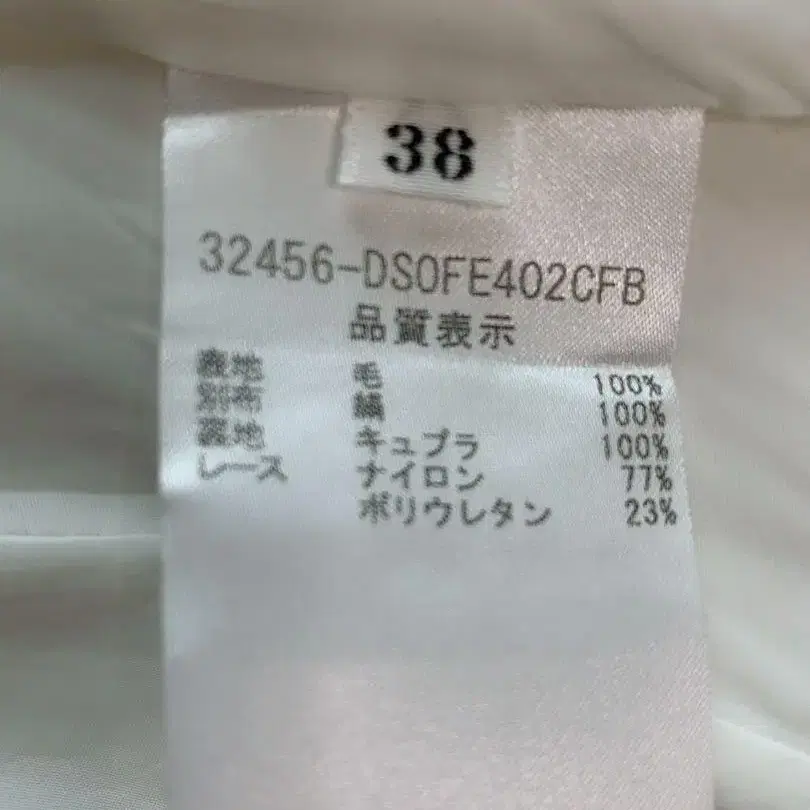 38
32456-DS0FE402CFB
品質表示
表地 毛 100%
別布 絹 100%
裏地 キュプラ 100%
レース ナイロン 77%
ポリウレタン 23%